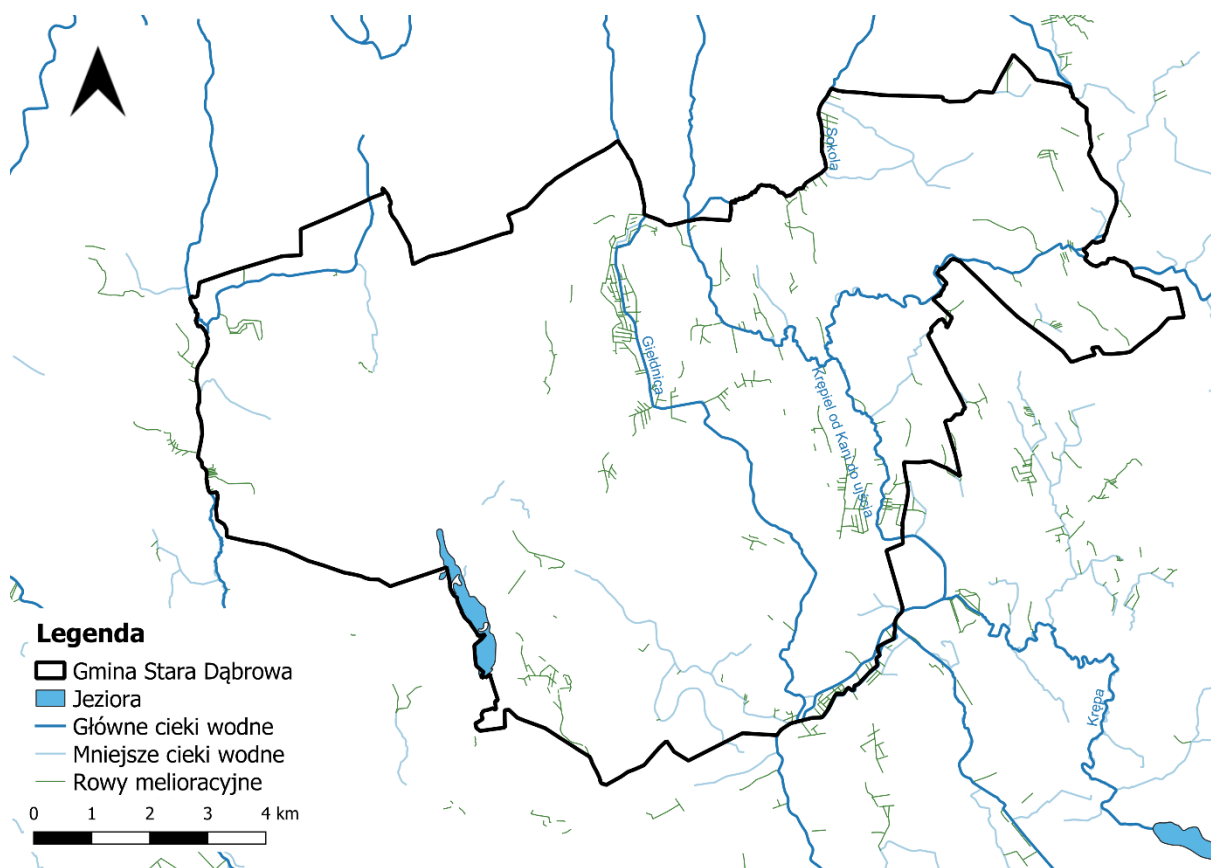 Sokola
Giełdnica
Krępiel od Kani do ujścia
Krępa
Legenda
Gmina Stara Dąbrowa
Jeziora
Główne cieki wodne
Mniejsze cieki wodne
Rowy melioracyjne
0 1 2 3 4 km